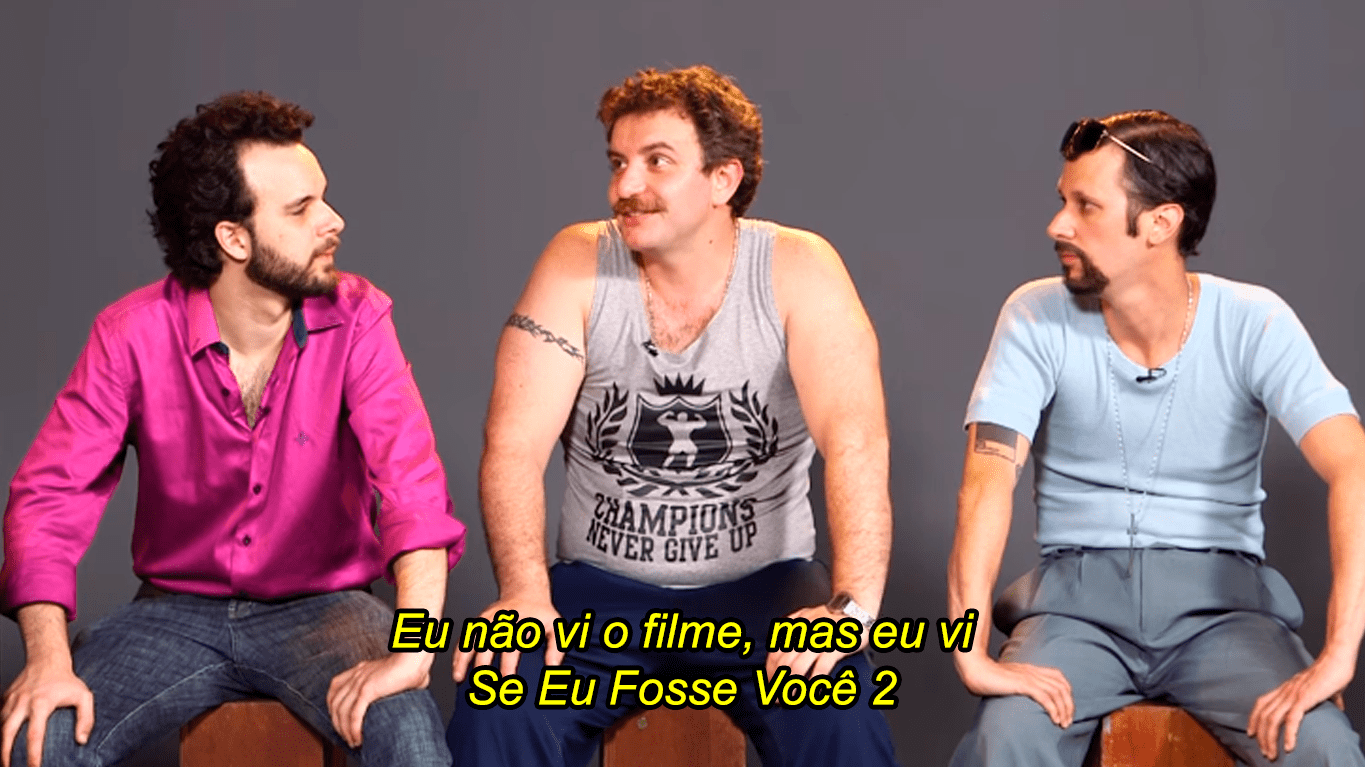 CHAMPIONS
NEVER GIVE UP
Eu não vi o filme, mas eu vi
Se Eu Fosse Você 2